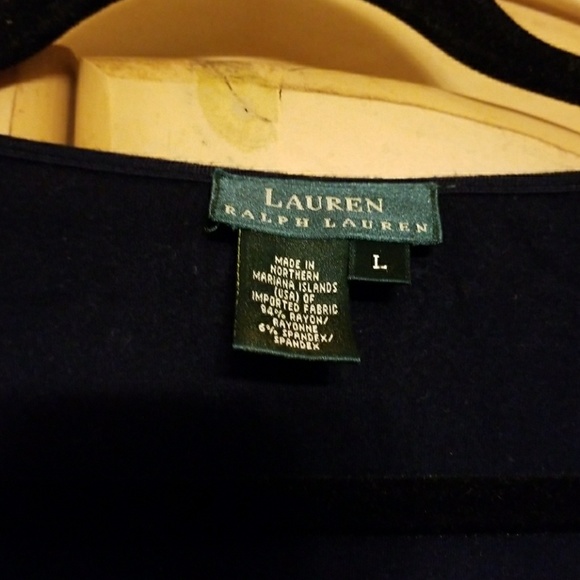 LAUREN
RALPH LAUREN
L
MADE IN
NORTHERN
MARIANA ISLANDS
(USA) OF
IMPORTED FABRIC
94% RAYON/
RAYONNE
6% SPANDEX/
SPANDEX